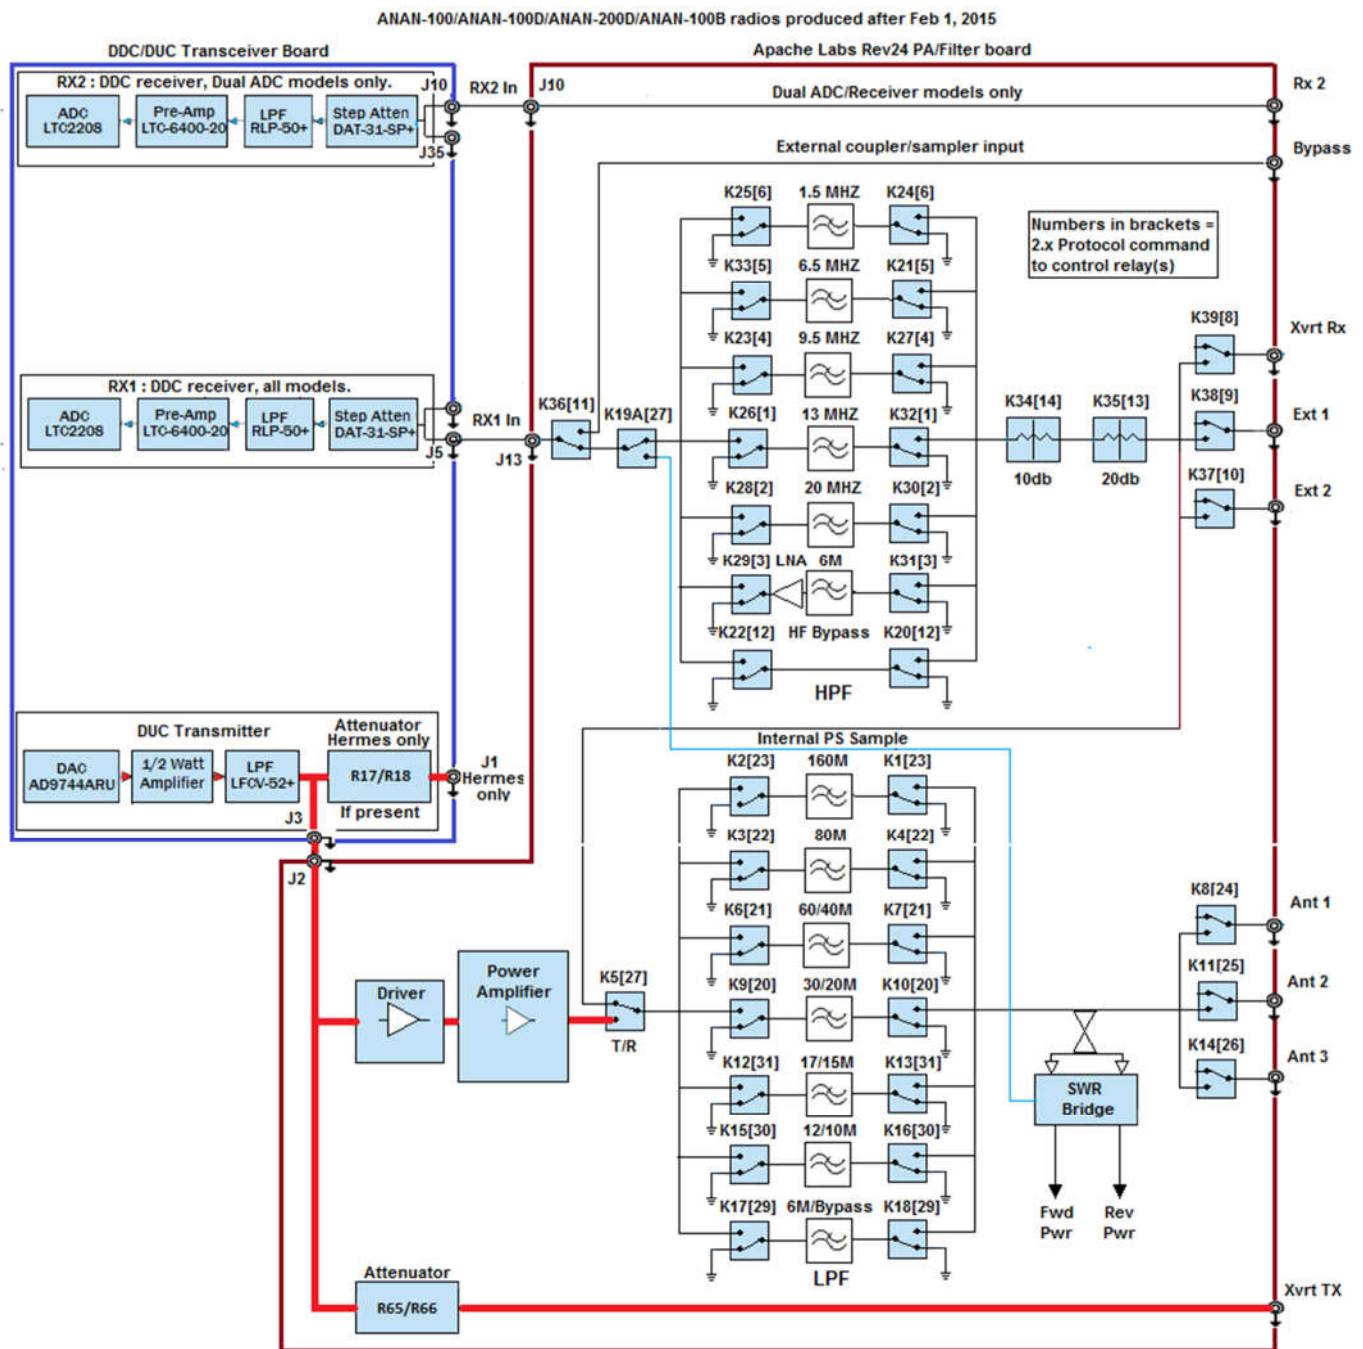 ANAN-100/ANAN-100D/ANAN-200D/ANAN-100B radios produced after Feb 1, 2015
DDC/DUC Transceiver Board
Apache Labs Rev24 PA/Filter board
RX2 : DDC receiver, Dual ADC models only.
J10
RX2 In
J10
Dual ADC/Receiver models only
Rx 2
ADC
LTC2208
Pre-Amp
LTC-6400-20
LPF
RLP-50+
Step Atten
DAT-31-SP+
J35
External coupler/sampler input
Bypass
K25[6]
1.5 MHZ
K24[6]
Numbers in brackets =
2.x Protocol command
to control relay(s)
K33[5]
6.5 MHZ
K21[5]
K23[4]
9.5 MHZ
K27[4]
K39[8]
Xvrt Rx
RX1 : DDC receiver, all models.
ADC
LTC2208
Pre-Amp
LTC-6400-20
LPF
RLP-50+
Step Atten
DAT-31-SP+
J5
RX1 In
J13
K36[11]
K19A[27]
K26[1]
13 MHZ
K32[1]
K34[14]
10db
K35[13]
20db
K38[9]
Ext 1
K28[2]
20 MHZ
K30[2]
K37[10]
Ext 2
K29[3]
LNA
6M
K31[3]
K22[12]
HF Bypass
K20[12]
HPF
DUC Transmitter
Attenuator
Hermes only
DAC
AD9744ARU
1/2 Watt
Amplifier
LPF
LFCV-52+
R17/R18
If present
J1
Hermes
only
J3
J2
Internal PS Sample
K2[23]
160M
K1[23]
K3[22]
80M
K4[22]
K6[21]
60/40M
K7[21]
K8[24]
Ant 1
Driver
Power
Amplifier
K5[27]
T/R
K9[20]
30/20M
K10[20]
K11[25]
Ant 2
K12[31]
17/15M
K13[31]
K14[26]
Ant 3
SWR
Bridge
K15[30]
12/10M
K16[30]
K17[29]
6M/Bypass
K18[29]
Fwd
Pwr
Rev
Pwr
LPF
Attenuator
R65/R66
Xvrt TX